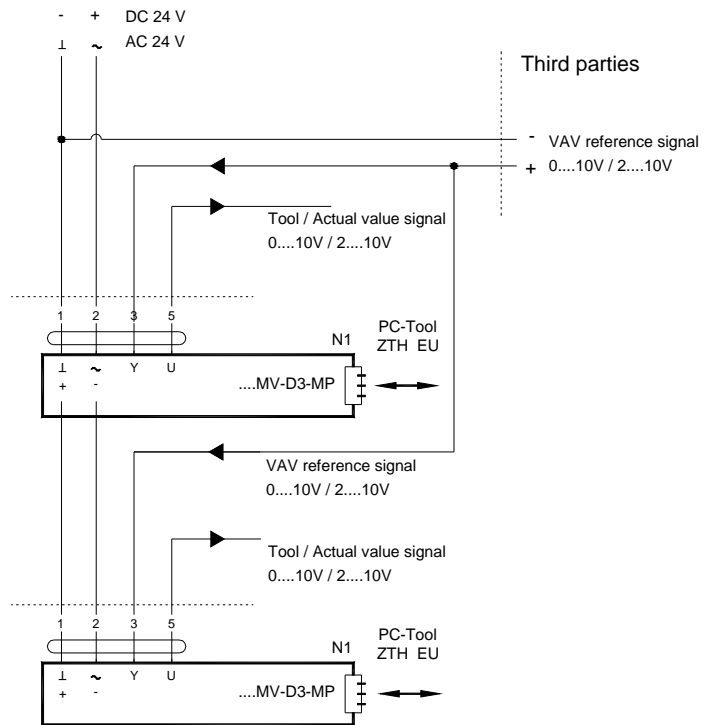 - + DC 24 V
⊥ ~ AC 24 V
Third parties
- VAV reference signal
+ 0....10V / 2....10V
Tool / Actual value signal
0....10V / 2....10V
1 2 3 5
N1
PC-Tool
ZTH EU
⊥ ~ Y U
+ -
....MV-D3-MP
VAV reference signal
0....10V / 2....10V
Tool / Actual value signal
0....10V / 2....10V
1 2 3 5
N1
PC-Tool
ZTH EU
⊥ ~ Y U
+ -
....MV-D3-MP